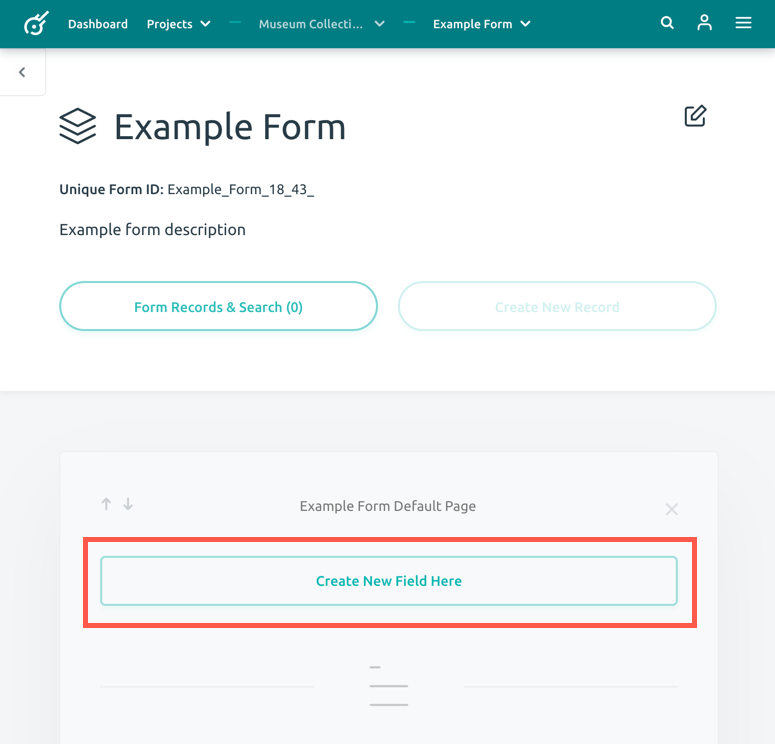 Dashboard Projects Museum Collecti... Example Form
Example Form
Unique Form ID: Example_Form_18_43_
Example form description
Form Records & Search (0) Create New Record
Example Form Default Page
Create New Field Here